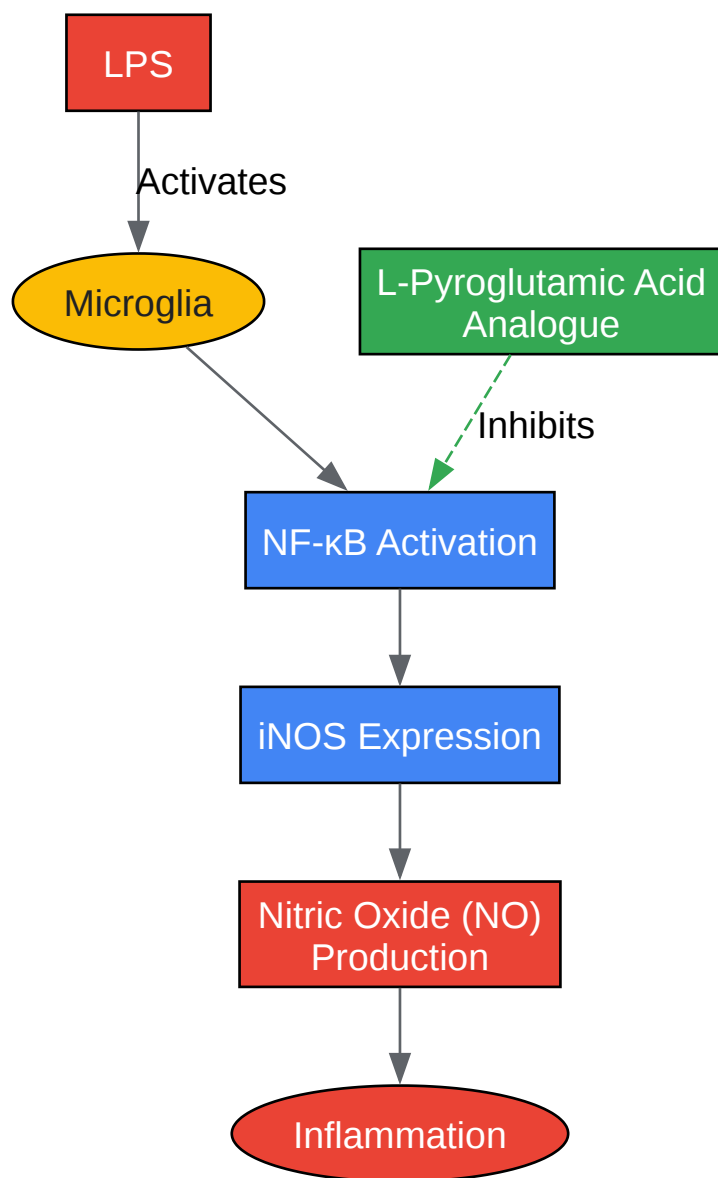 LPS
Activates
Microglia
L-Pyroglutamic Acid
Analogue
Inhibits
NF-κB Activation
iNOS Expression
Nitric Oxide (NO)
Production
Inflammation